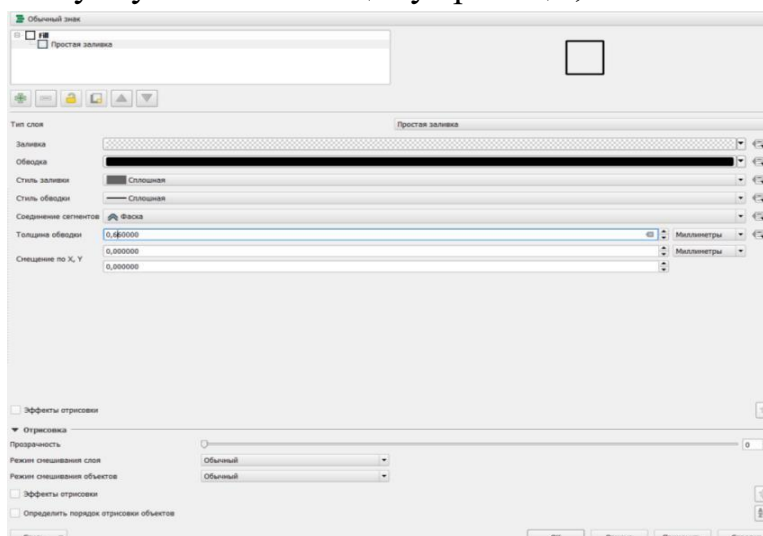 Обычный знак
Fill
Простая заливка
Тип слоя Простая заливка
Заливка
Обводка
Стиль заливки Сплошная
Стиль обводки Сплошная
Соединение сегментов Фаска
Толщина обводки 0,660000 Миллиметры
Смещение по X, Y 0,000000 Миллиметры
0,000000
Эффекты отрисовки
Отрисовка
Прозрачность 0
Режим смешивания слоя Обычный
Режим смешивания объектов Обычный
Эффекты отрисовки
Определить порядок отрисовки объектов